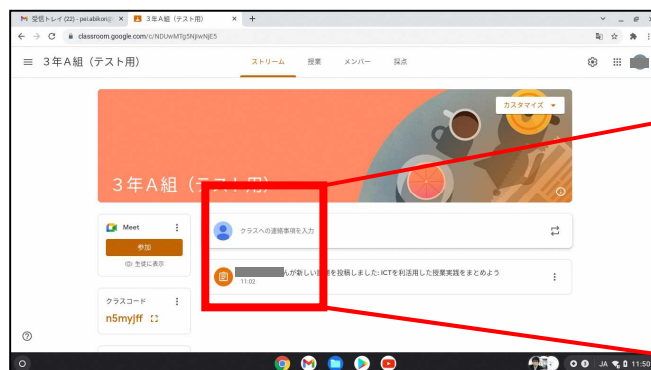 受信トレイ (22) - pei.abikori@
３年Ａ組（テスト用）
classroom.google.com/c/NDUwMTg5NjIwNjE5
３年Ａ組（テスト用）
ストリーム 授業 メンバー 採点
カスタマイズ
３年Ａ組（テスト用）
Meet
参加
生徒に表示
クラスへの連絡事項を入力
んが新しい課題を投稿しました: ICTを利活用した授業実践をまとめよう
11:02
クラスコード
n5myjff
JA 11:50